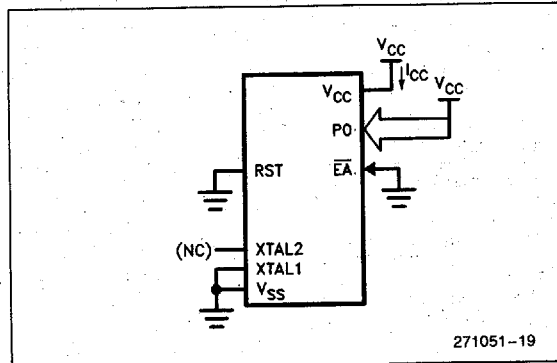 VCC
ICC
VCC
VCC
P0
RST
EA
(NC)
XTAL2
XTAL1
VSS
271051-19